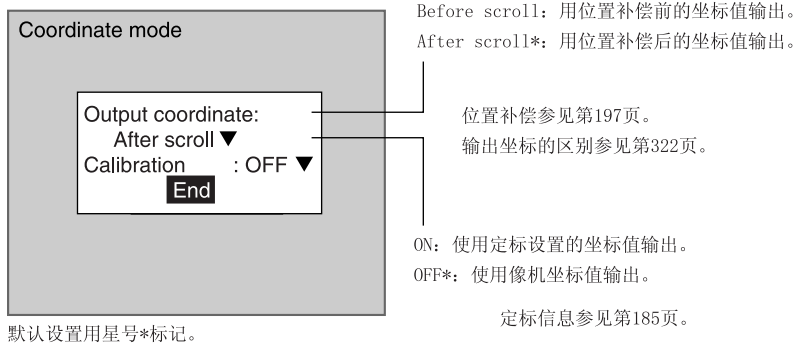 Coordinate mode
Output coordinate:
After scroll▼
Calibration : OFF ▼
End
Before scroll: 用位置补偿前的坐标值输出。
After scroll*: 用位置补偿后的坐标值输出。
位置补偿参见第197页。
输出坐标的区别参见第322页。
ON: 使用定标设置的坐标值输出。
OFF*: 使用像机坐标值输出。
定标信息参见第185页。
默认设置用星号*标记。